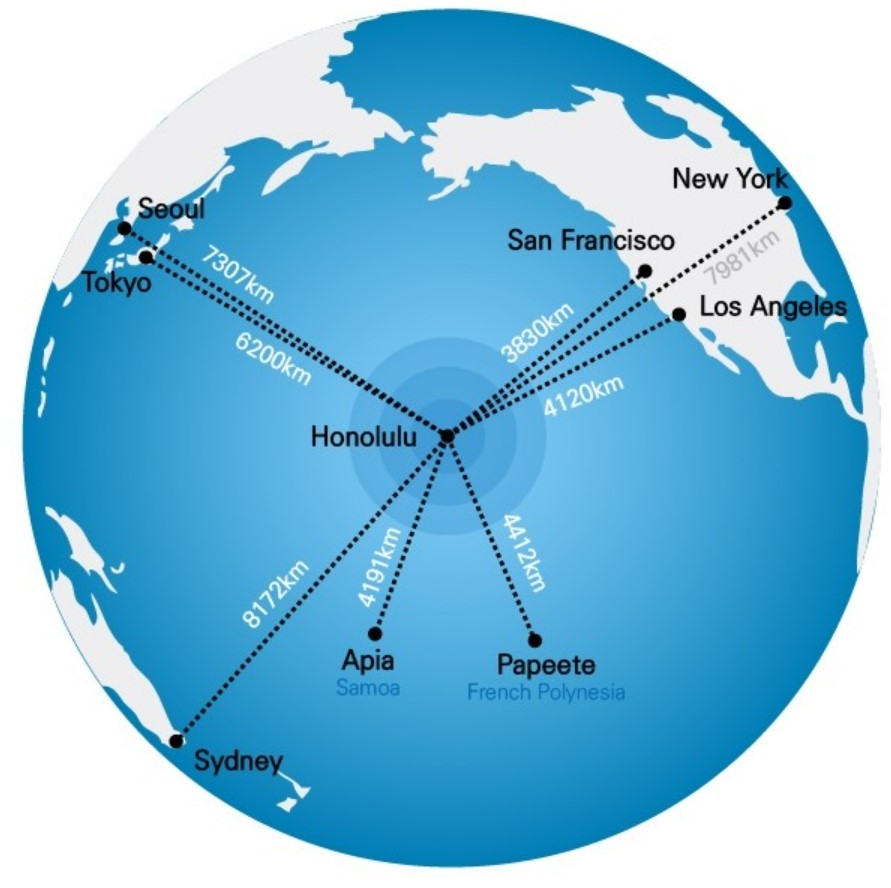 New York
Seoul
San Francisco
7981km
7307km
Tokyo
Los Angeles
3830km
6200km
4120km
Honolulu
4412km
4191km
8172km
Apia
Samoa
Papeete
French Polynesia
Sydney